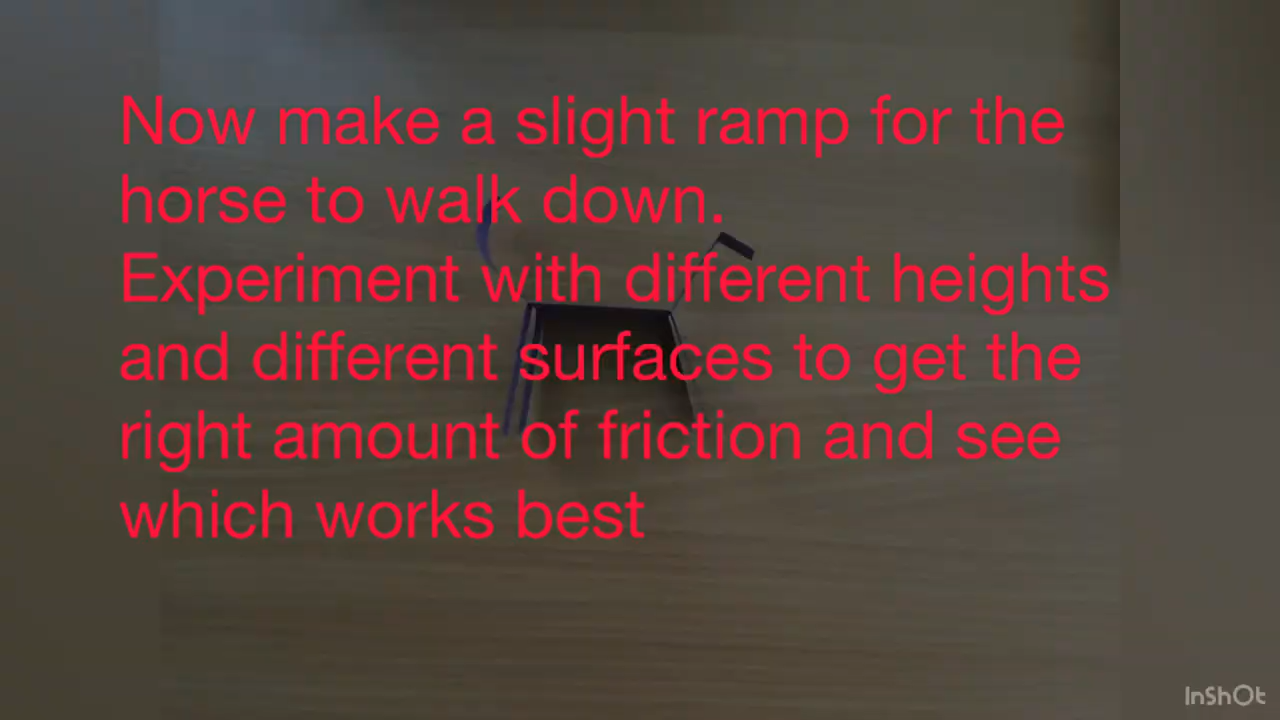 Now make a slight ramp for the
horse to walk down.
Experiment with different heights
and different surfaces to get the
right amount of friction and see
which works best
InShOt